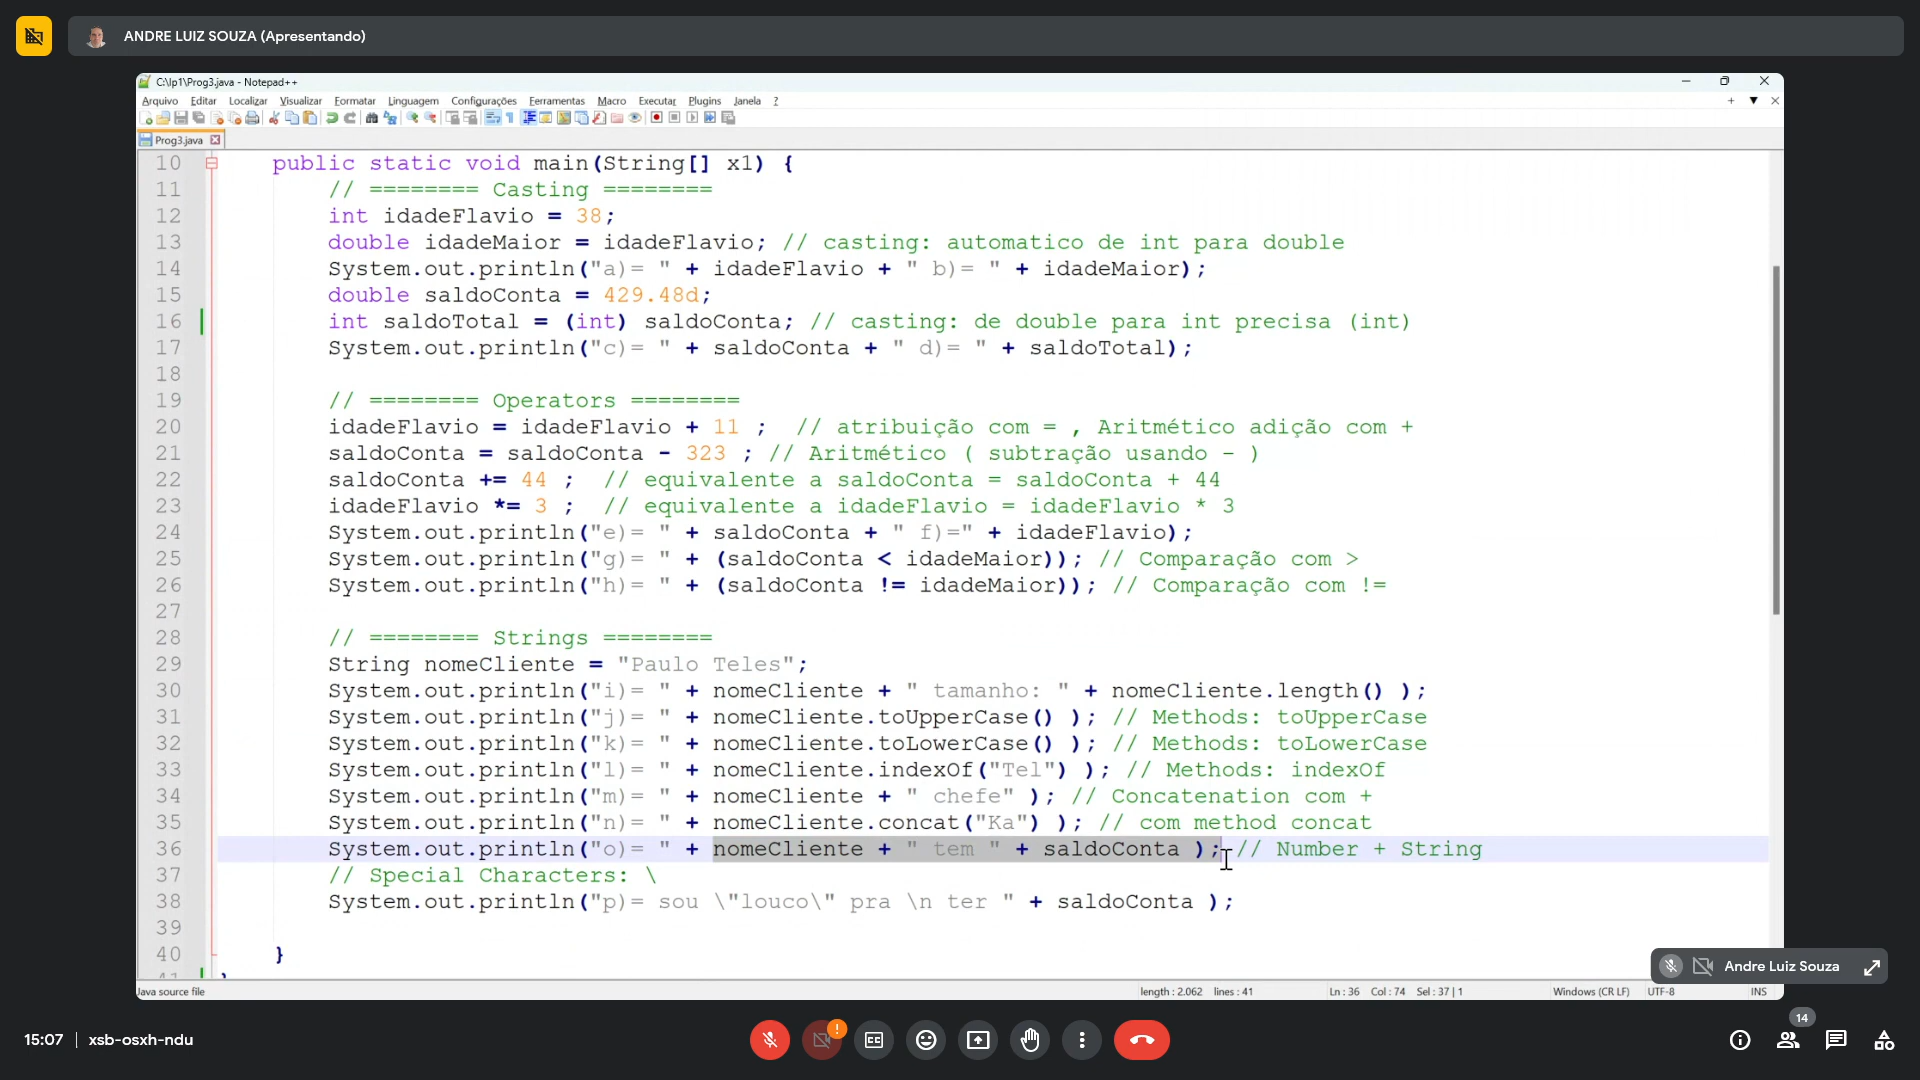 ANDRE LUIZ SOUZA (Apresentando)
C:\lp1\Prog3.java - Notepad++
Arquivo Editar Localizar Visualizar Formatar Linguagem Configurações Ferramentas Macro Executar Plugins Janela ?
Prog3.java
10 public static void main(String[] x1) {
11 // ======== Casting ========
12 int idadeFlavio = 38;
13 double idadeMaior = idadeFlavio; // casting: automatico de int para double
14 System.out.println("a)= " + idadeFlavio + " b)= " + idadeMaior);
15 double saldoConta = 429.48d;
16 int saldoTotal = (int) saldoConta; // casting: de double para int precisa (int)
17 System.out.println("c)= " + saldoConta + " d)= " + saldoTotal);
18
19 // ======== Operators ========
20 idadeFlavio = idadeFlavio + 11 ; // atribuição com = , Aritmético adição com +
21 saldoConta = saldoConta - 323 ; // Aritmético ( subtração usando - )
22 saldoConta += 44 ; // equivalente a saldoConta = saldoConta + 44
23 idadeFlavio *= 3 ; // equivalente a idadeFlavio = idadeFlavio * 3
24 System.out.println("e)= " + saldoConta + " f)=" + idadeFlavio);
25 System.out.println("g)= " + (saldoConta < idadeMaior)); // Comparação com >
26 System.out.println("h)= " + (saldoConta != idadeMaior)); // Comparação com !=
27
28 // ======== Strings ========
29 String nomeCliente = "Paulo Teles";
30 System.out.println("i)= " + nomeCliente + " tamanho: " + nomeCliente.length() );
31 System.out.println("j)= " + nomeCliente.toUpperCase() ); // Methods: toUpperCase
32 System.out.println("k)= " + nomeCliente.toLowerCase() ); // Methods: toLowerCase
33 System.out.println("l)= " + nomeCliente.indexOf("Tel") ); // Methods: indexOf
34 System.out.println("m)= " + nomeCliente + " chefe" ); // Concatenation com +
35 System.out.println("n)= " + nomeCliente.concat("Ka") ); // com method concat
36 System.out.println("o)= " + nomeCliente + " tem " + saldoConta ); // Number + String
37 // Special Characters: \
38 System.out.println("p)= sou \"louco\" pra \n ter " + saldoConta );
39
40 }
41 }
Andre Luiz Souza
Java source file length : 2.062 lines : 41 Ln : 36 Col : 74 Sel : 37 | 1 Windows (CR LF) UTF-8 INS
15:07 | xsb-osxh-ndu
14